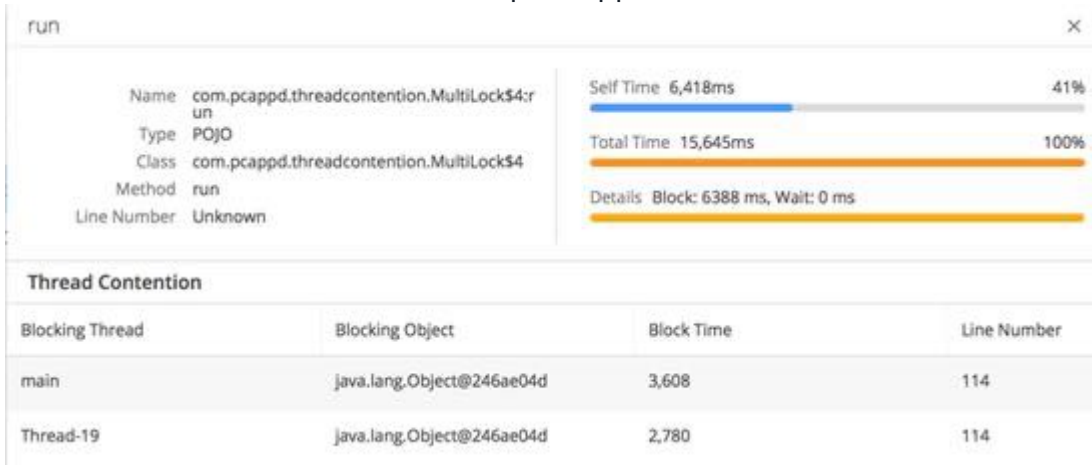 run
Name com.pcappd.threadcontention.MultiLock$4:r
un
Type POJO
Class com.pcappd.threadcontention.MultiLock$4
Method run
Line Number Unknown
Self Time 6,418ms 41%
Total Time 15,645ms 100%
Details Block: 6388 ms, Wait: 0 ms
Thread Contention
Blocking Thread Blocking Object Block Time Line Number
main java.lang.Object@246ae04d 3,608 114
Thread-19 java.lang.Object@246ae04d 2,780 114